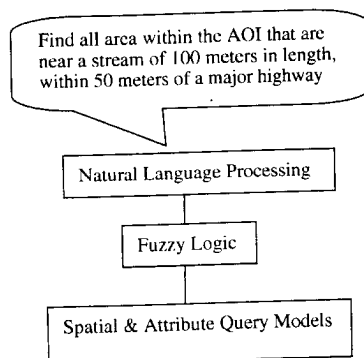 Find all area within the AOI that are
near a stream of 100 meters in length,
within 50 meters of a major highway
Natural Language Processing
Fuzzy Logic
Spatial & Attribute Query Models